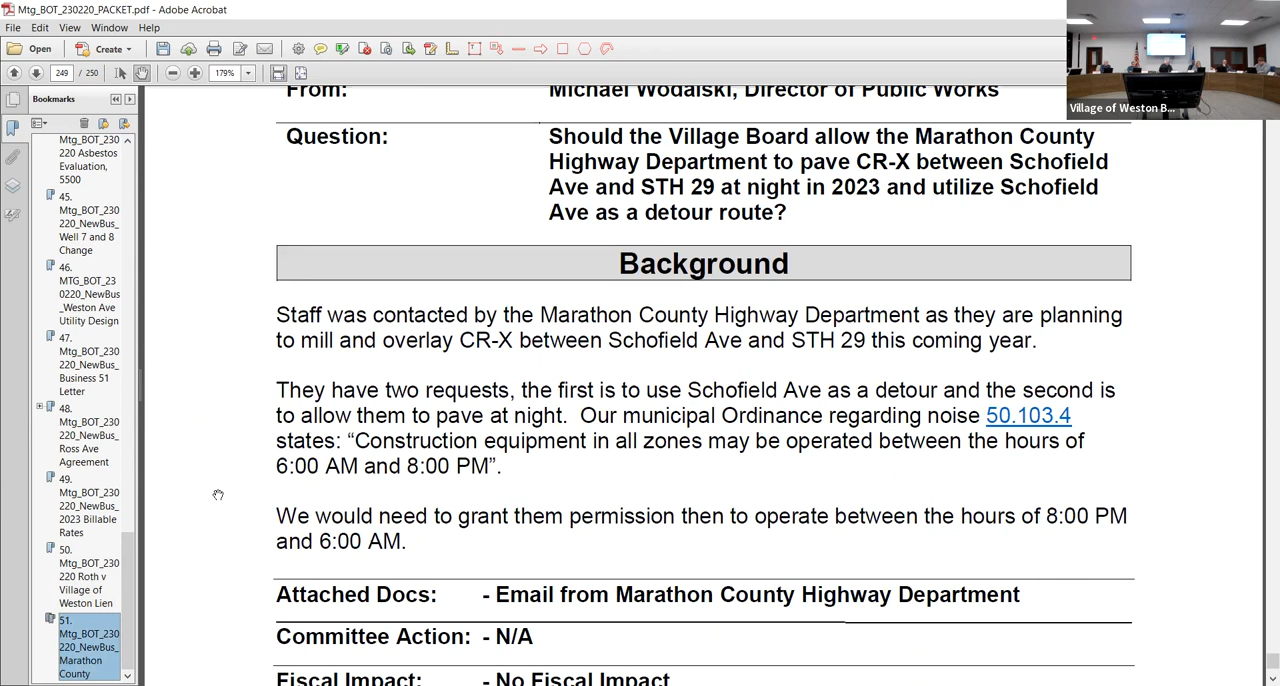 Mtg_BOT_230220_PACKET.pdf - Adobe Acrobat
File Edit View Window Help
Open Create
249 / 250 179%
Bookmarks
Mtg_BOT_230
220 Asbestos
Evaluation,
5500
45.
Mtg_BOT_230
220_NewBus_
Well 7 and 8
Change
46.
MTG_BOT_23
0220_NewBus
_Weston Ave
Utility Design
47.
Mtg_BOT_230
220_NewBus_
Business 51
Letter
48.
Mtg_BOT_230
220_NewBus_
Ross Ave
Agreement
49.
Mtg_BOT_230
220_NewBus_
2023 Billable
Rates
50.
Mtg_BOT_230
220 Roth v
Village of
Weston Lien
51.
Mtg_BOT_230
220_NewBus_
Marathon
County
From: Michael Wodalski, Director of Public Works
Question: Should the Village Board allow the Marathon County
Highway Department to pave CR-X between Schofield
Ave and STH 29 at night in 2023 and utilize Schofield
Ave as a detour route?
Background
Staff was contacted by the Marathon County Highway Department as they are planning
to mill and overlay CR-X between Schofield Ave and STH 29 this coming year.
They have two requests, the first is to use Schofield Ave as a detour and the second is
to allow them to pave at night. Our municipal Ordinance regarding noise 50.103.4
states: “Construction equipment in all zones may be operated between the hours of
6:00 AM and 8:00 PM”.
We would need to grant them permission then to operate between the hours of 8:00 PM
and 6:00 AM.
Attached Docs: - Email from Marathon County Highway Department
Committee Action: - N/A
Fiscal Impact: - No Fiscal Impact
Village of Weston B...